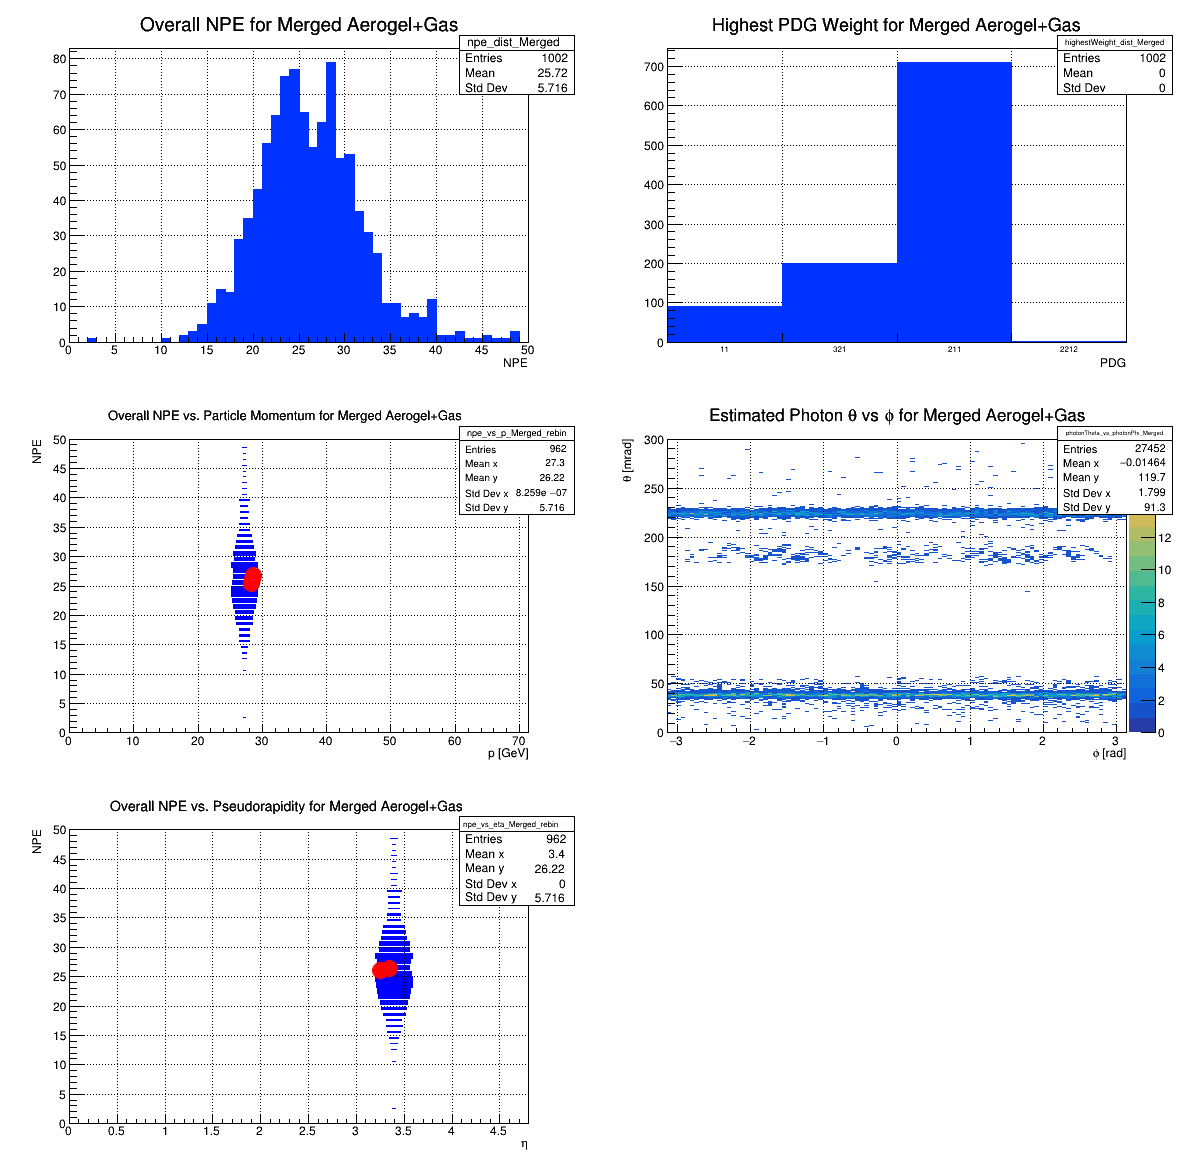 Overall NPE for Merged Aerogel+Gas
npe_dist_Merged
Entries 1002
Mean 25.72
Std Dev 5.716
80
70
60
50
40
30
20
10
0
0 5 10 15 20 25 30 35 40 45 50
NPE
Highest PDG Weight for Merged Aerogel+Gas
highestWeight_dist_Merged
Entries 1002
Mean 0
Std Dev 0
700
600
500
400
300
200
100
0
11 321 211 2212
PDG
Overall NPE vs. Particle Momentum for Merged Aerogel+Gas
npe_vs_p_Merged_rebin
Entries 962
Mean x 27.3
Mean y 26.22
Std Dev x 8.259e −07
Std Dev y 5.716
NPE
50
45
40
35
30
25
20
15
10
5
0
0 10 20 30 40 50 60 70
p [GeV]
Estimated Photon θ vs ϕ for Merged Aerogel+Gas
photonTheta_vs_photonPhi_Merged
Entries 27452
Mean x −0.01464
Mean y 119.7
Std Dev x 1.799
Std Dev y 91.3
θ [mrad]
300
250
200
150
100
50
0
−3 −2 −1 0 1 2 3
ϕ [rad]
12
10
8
6
4
2
0
Overall NPE vs. Pseudorapidity for Merged Aerogel+Gas
npe_vs_eta_Merged_rebin
Entries 962
Mean x 3.4
Mean y 26.22
Std Dev x 0
Std Dev y 5.716
NPE
50
45
40
35
30
25
20
15
10
5
0
0 0.5 1 1.5 2 2.5 3 3.5 4 4.5
η